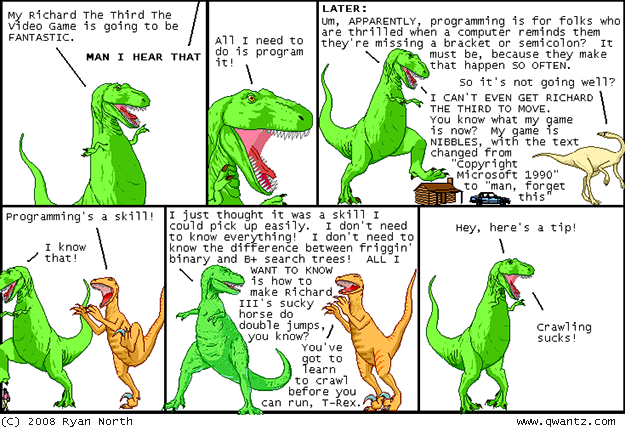 My Richard The Third The
Video Game is going to be
FANTASTIC.
MAN I HEAR THAT
All I need to
do is program
it!
LATER:
Um, APPARENTLY, programming is for folks who
are thrilled when a computer reminds them
they're missing a bracket or semicolon? It
must be, because they make
that happen SO OFTEN.
So it's not going well?
I CAN'T EVEN GET RICHARD
THE THIRD TO MOVE.
You know what my game
is now? My game is
NIBBLES, with the text
changed from
"Copyright
Microsoft 1990"
to "man, forget
this"
Programming's a skill!
I know
that!
I just thought it was a skill I
could pick up easily. I don't need
to know everything! I don't need to
know the difference between friggin'
binary and B+ search trees! ALL I
WANT TO KNOW
is how to
make Richard
III's sucky
horse do
double jumps,
you know?
You've
got to
learn
to crawl
before you
can run, T-Rex.
Hey, here's a tip!
Crawling
sucks!
(C) 2008 Ryan North
www.qwantz.com